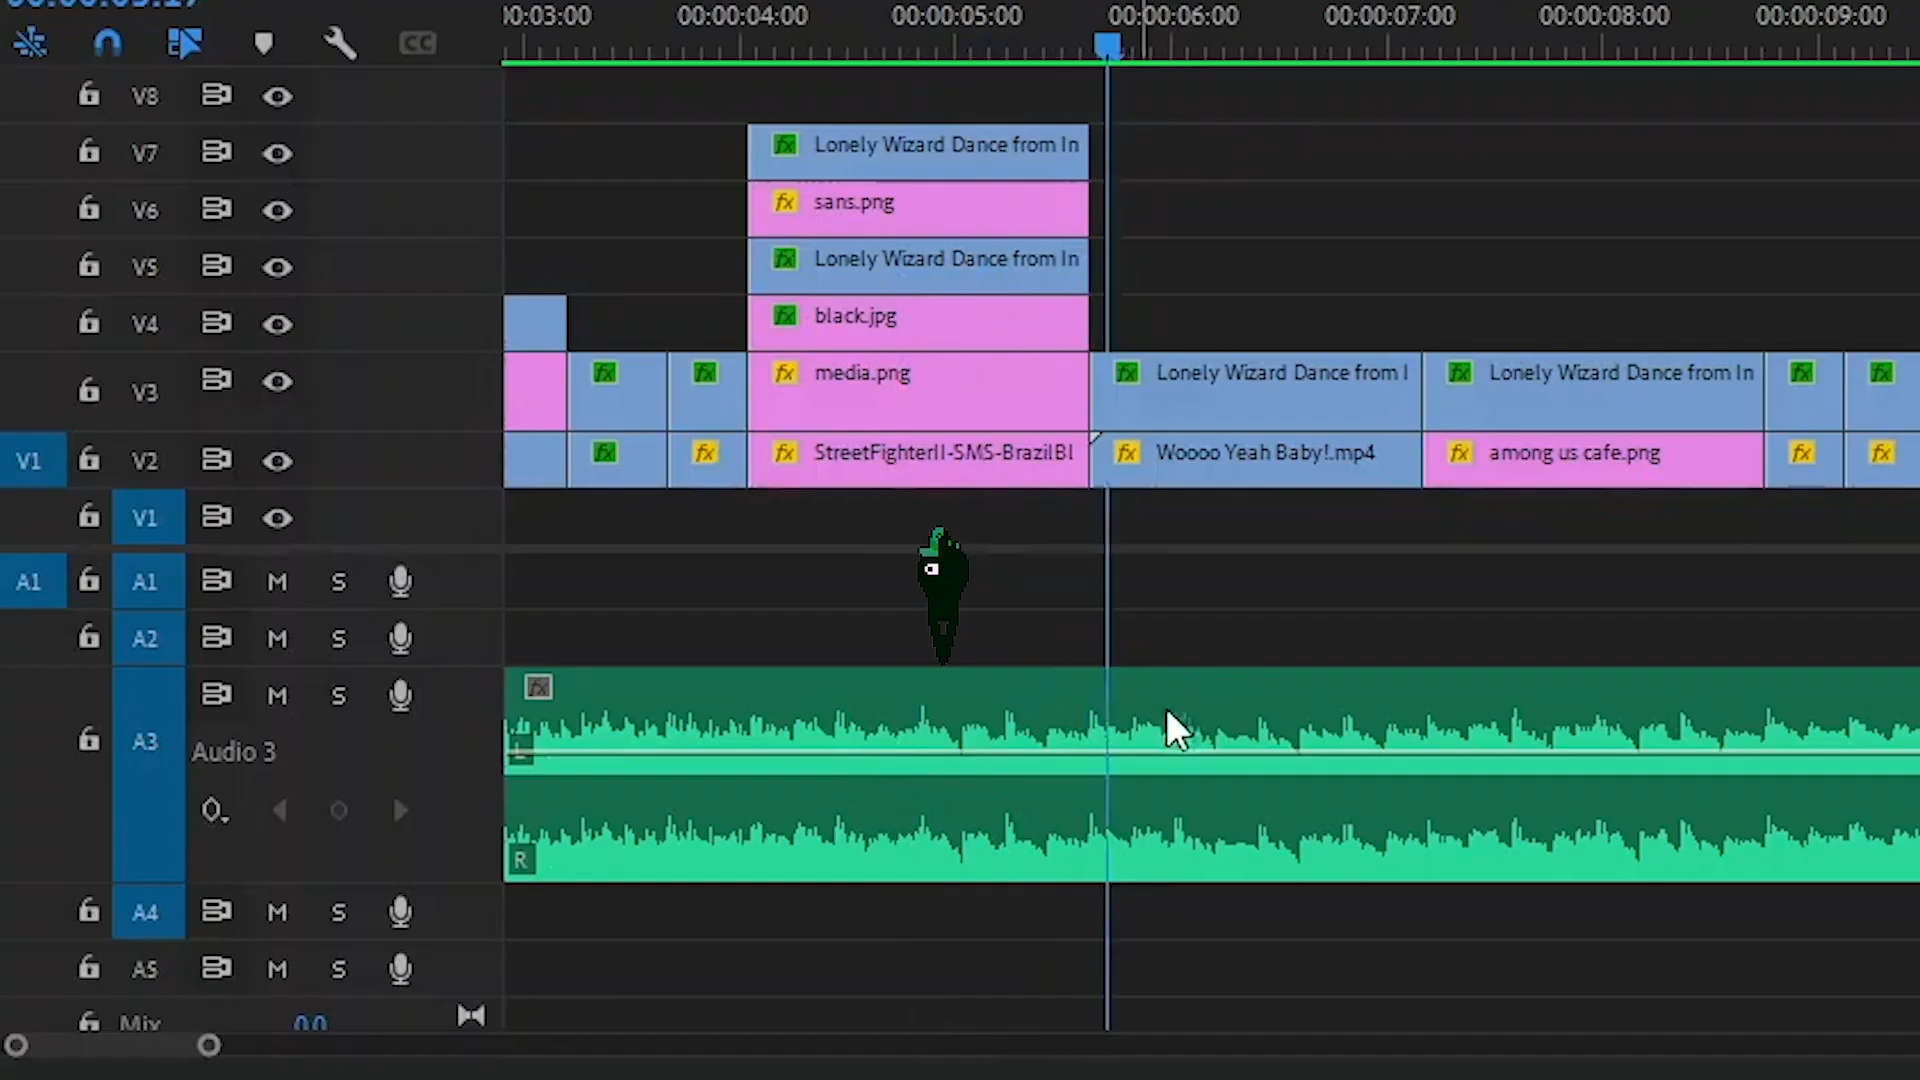 00:00:04:00
00:00:05:00
00:00:06:00
00:00:07:00
00:00:08:00
00:00:09:00
CC
V8
V7
fx Lonely Wizard Dance from In
V6
fx sans.png
V5
fx Lonely Wizard Dance from In
V4
fx black.jpg
V3
fx
fx
fx media.png
fx Lonely Wizard Dance from I
fx Lonely Wizard Dance from In
fx
fx
V1
V2
fx
fx
fx StreetFighterII-SMS-BrazilBl
fx Woooo Yeah Baby!.mp4
fx among us cafe.png
fx
fx
V1
A1
A1
M
S
A2
M
S
A3
M
S
Audio 3
fx
L
R
A4
M
S
A5
M
S
Mix
0.0